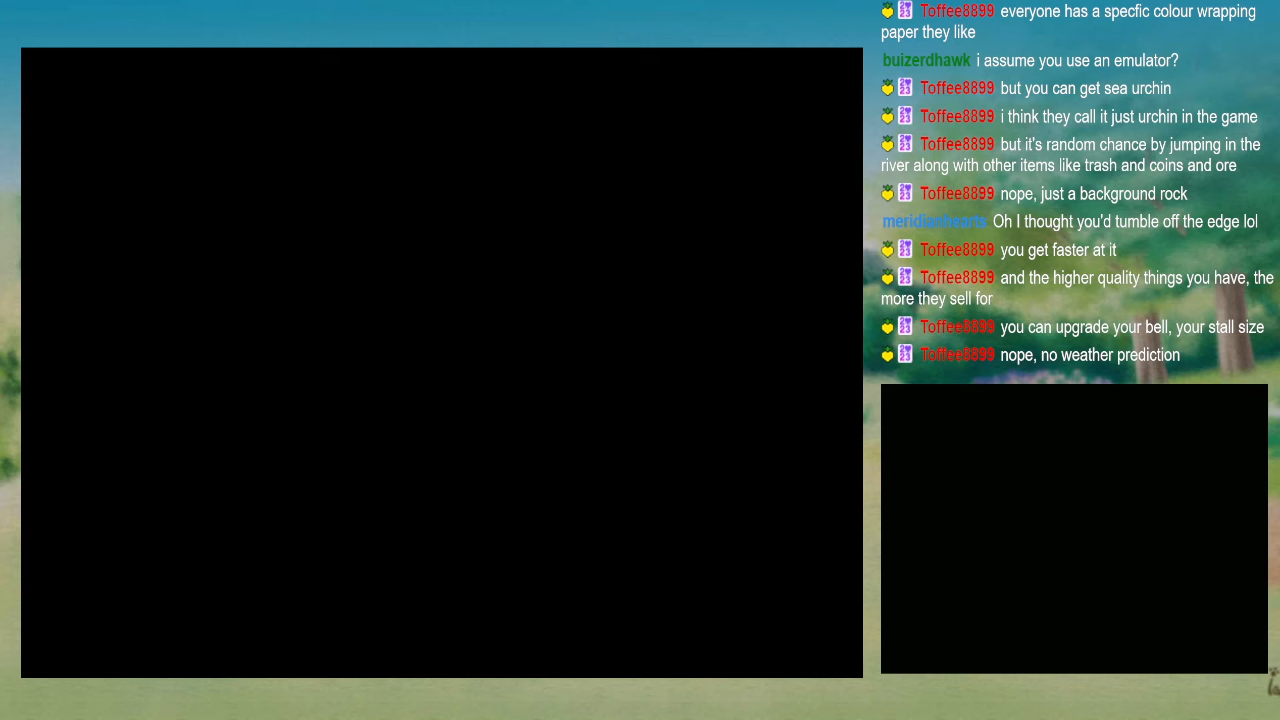 Toffee8899 everyone has a specfic colour wrapping
paper they like
buizerdhawk i assume you use an emulator?
Toffee8899 but you can get sea urchin
Toffee8899 i think they call it just urchin in the game
Toffee8899 but it's random chance by jumping in the
river along with other items like trash and coins and ore
Toffee8899 nope, just a background rock
meridianhearts Oh I thought you'd tumble off the edge lol
Toffee8899 you get faster at it
Toffee8899 and the higher quality things you have, the
more they sell for
Toffee8899 you can upgrade your bell, your stall size
Toffee8899 nope, no weather prediction